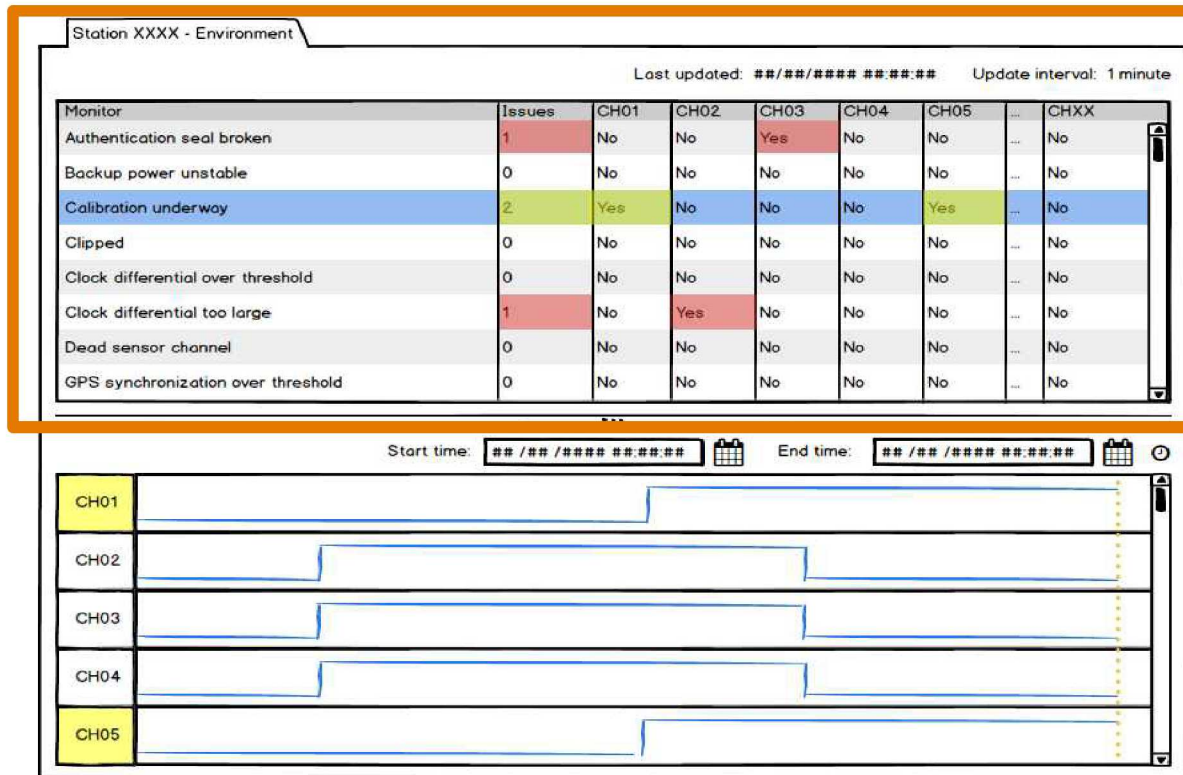 Station XXXX - Environment
Last updated: ##/##/#### ##:##:## Update interval: 1 minute
Monitor Issues CH01 CH02 CH03 CH04 CH05 ... CHXX
Authentication seal broken 1 No No Yes No No ... No
Backup power unstable 0 No No No No No ... No
Calibration underway 2 Yes No No No Yes ... No
Clipped 0 No No No No No ... No
Clock differential over threshold 0 No No No No No ... No
Clock differential too large 1 No Yes No No No ... No
Dead sensor channel 0 No No No No No ... No
GPS synchronization over threshold 0 No No No No No ... No
Start time: ## /## /#### ##:##:## End time: ## /## /#### ##:##:##
CH01
CH02
CH03
CH04
CH05